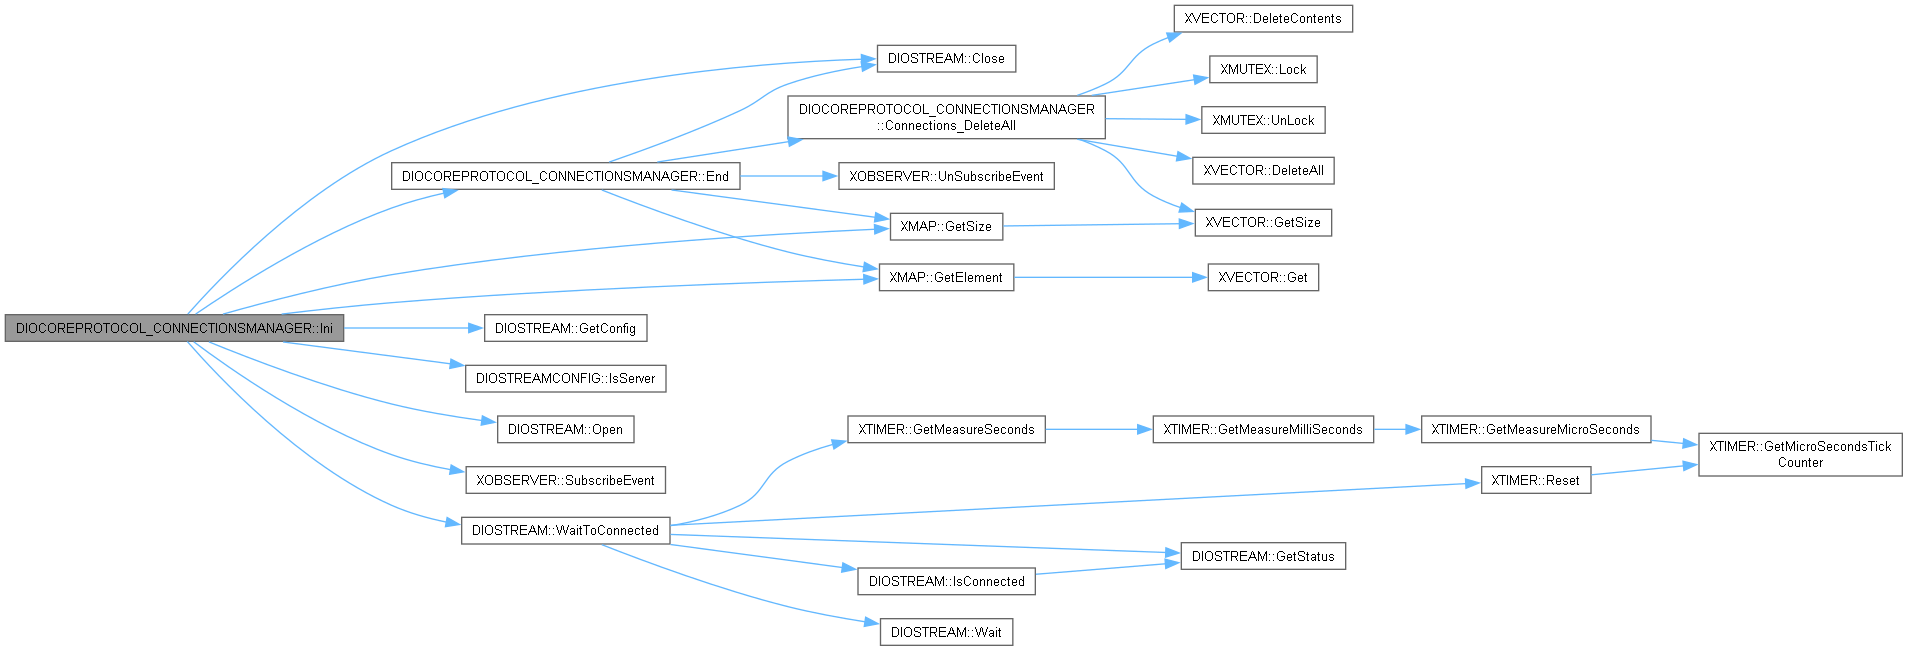 XVECTOR::DeleteContents
DIOSTREAM::Close
XMUTEX::Lock
DIOCOREPROTOCOL_CONNECTIONSMANAGER
::Connections_DeleteAll
XMUTEX::UnLock
DIOCOREPROTOCOL_CONNECTIONSMANAGER::End
XOBSERVER::UnSubscribeEvent
XVECTOR::DeleteAll
XMAP::GetSize
XVECTOR::GetSize
XMAP::GetElement
XVECTOR::Get
DIOCOREPROTOCOL_CONNECTIONSMANAGER::Ini
DIOSTREAM::GetConfig
DIOSTREAMCONFIG::IsServer
DIOSTREAM::Open
XTIMER::GetMeasureSeconds
XTIMER::GetMeasureMilliSeconds
XTIMER::GetMeasureMicroSeconds
XTIMER::GetMicroSecondsTick
Counter
XOBSERVER::SubscribeEvent
XTIMER::Reset
DIOSTREAM::WaitToConnected
DIOSTREAM::GetStatus
DIOSTREAM::IsConnected
DIOSTREAM::Wait